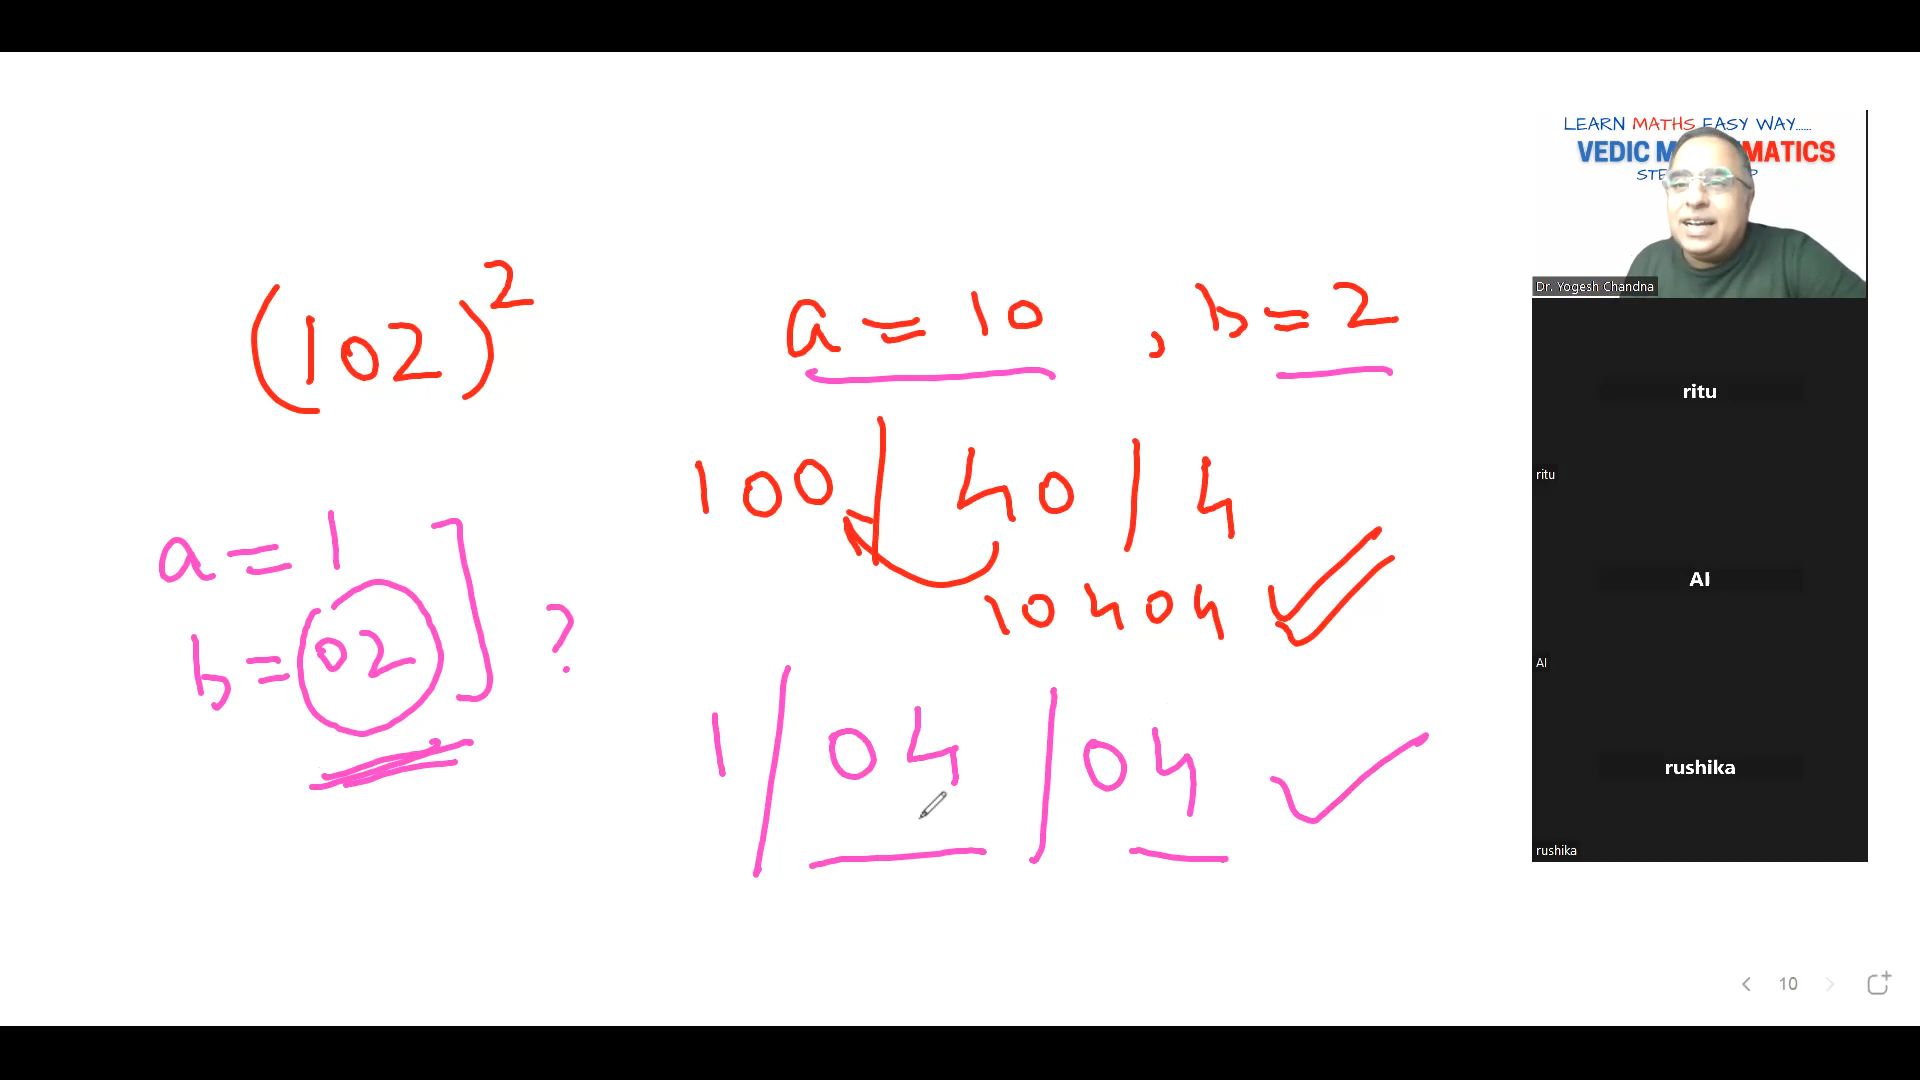 LEARN MATHS EASY WAY......
VEDIC M MATICS
STE P
Dr. Yogesh Chandna
(102)²
a = 10 , b = 2
100 / 40 / 4
10404
a = 1
b = 02
?
1 / 04 / 04
ritu
ritu
AI
AI
rushika
rushika
10